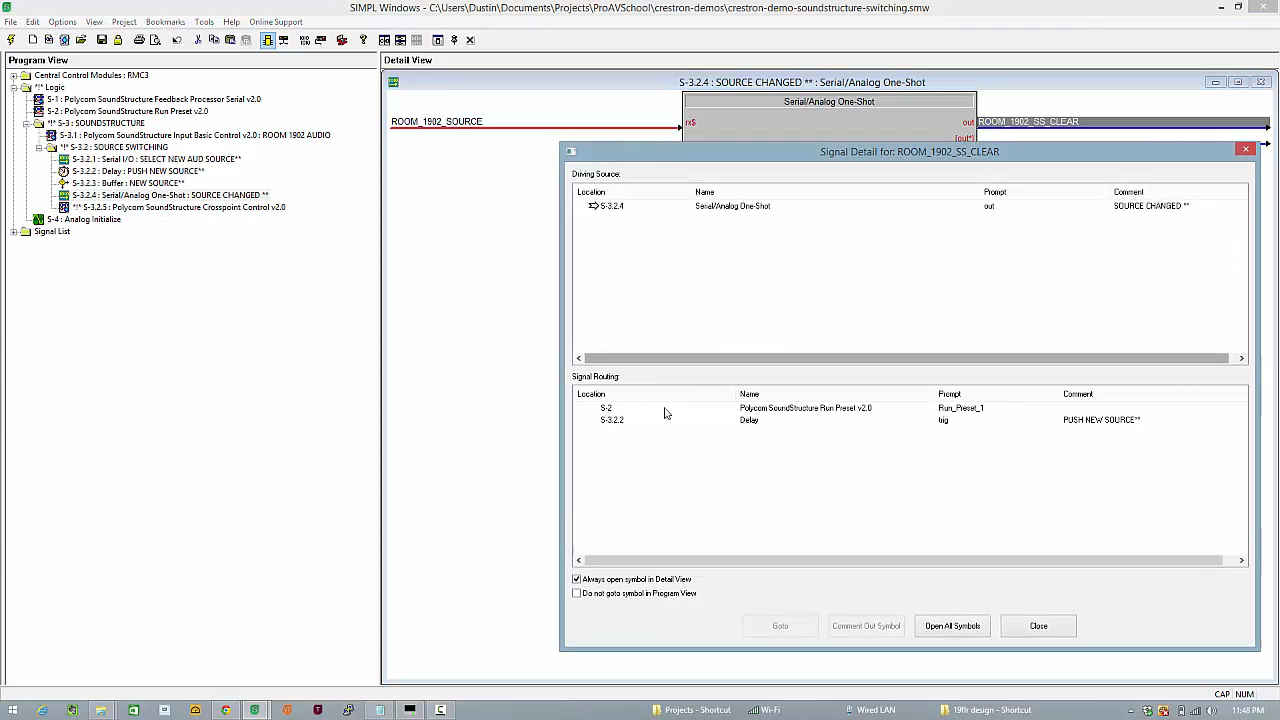 SIMPL Windows - C:\Users\Dustin\Documents\Projects\ProAVSchool\crestron-demos\crestron-demo-soundstructure-switching.smw
File Edit Options View Project Bookmarks Tools Help Online Support
Program View
Detail View
Central Control Modules : RMC3
*!* Logic
S-1 : Polycom SoundStructure Feedback Processor Serial v2.0
S-2 : Polycom SoundStructure Run Preset v2.0
S-3 : SOUNDSTRUCTURE
S-3.1 : Polycom SoundStructure Input Basic Control v2.0 : ROOM 1902 AUDIO
*!* S-3.2 : SOURCE SWITCHING
S-3.2.1 : Serial I/O : SELECT NEW AUD SOURCE**
S-3.2.2 : Delay : PUSH NEW SOURCE**
S-3.2.3 : Buffer : NEW SOURCE**
S-3.2.4 : Serial/Analog One-Shot : SOURCE CHANGED **
*!* S-3.2.5 : Polycom SoundStructure Crosspoint Control v2.0
S-4 : Analog Initialize
Signal List
S-3.2.4 : SOURCE CHANGED ** : Serial/Analog One-Shot
Serial/Analog One-Shot
ROOM_1902_SOURCE rx$ out ROOM_1902_SS_CLEAR
[out*]
Signal Detail for: ROOM_1902_SS_CLEAR
Driving Source:
Location Name Prompt Comment
S-3.2.4 Serial/Analog One-Shot out SOURCE CHANGED **
Signal Routing:
Location Name Prompt Comment
S-2 Polycom SoundStructure Run Preset v2.0 Run_Preset_1
S-3.2.2 Delay trig PUSH NEW SOURCE**
Always open symbol in Detail View
Do not goto symbol in Program View
Goto Comment Out Symbol Open All Symbols Close
CAP NUM
Projects - Shortcut Wi-Fi Wired LAN 19flr design - Shortcut 11:48 PM